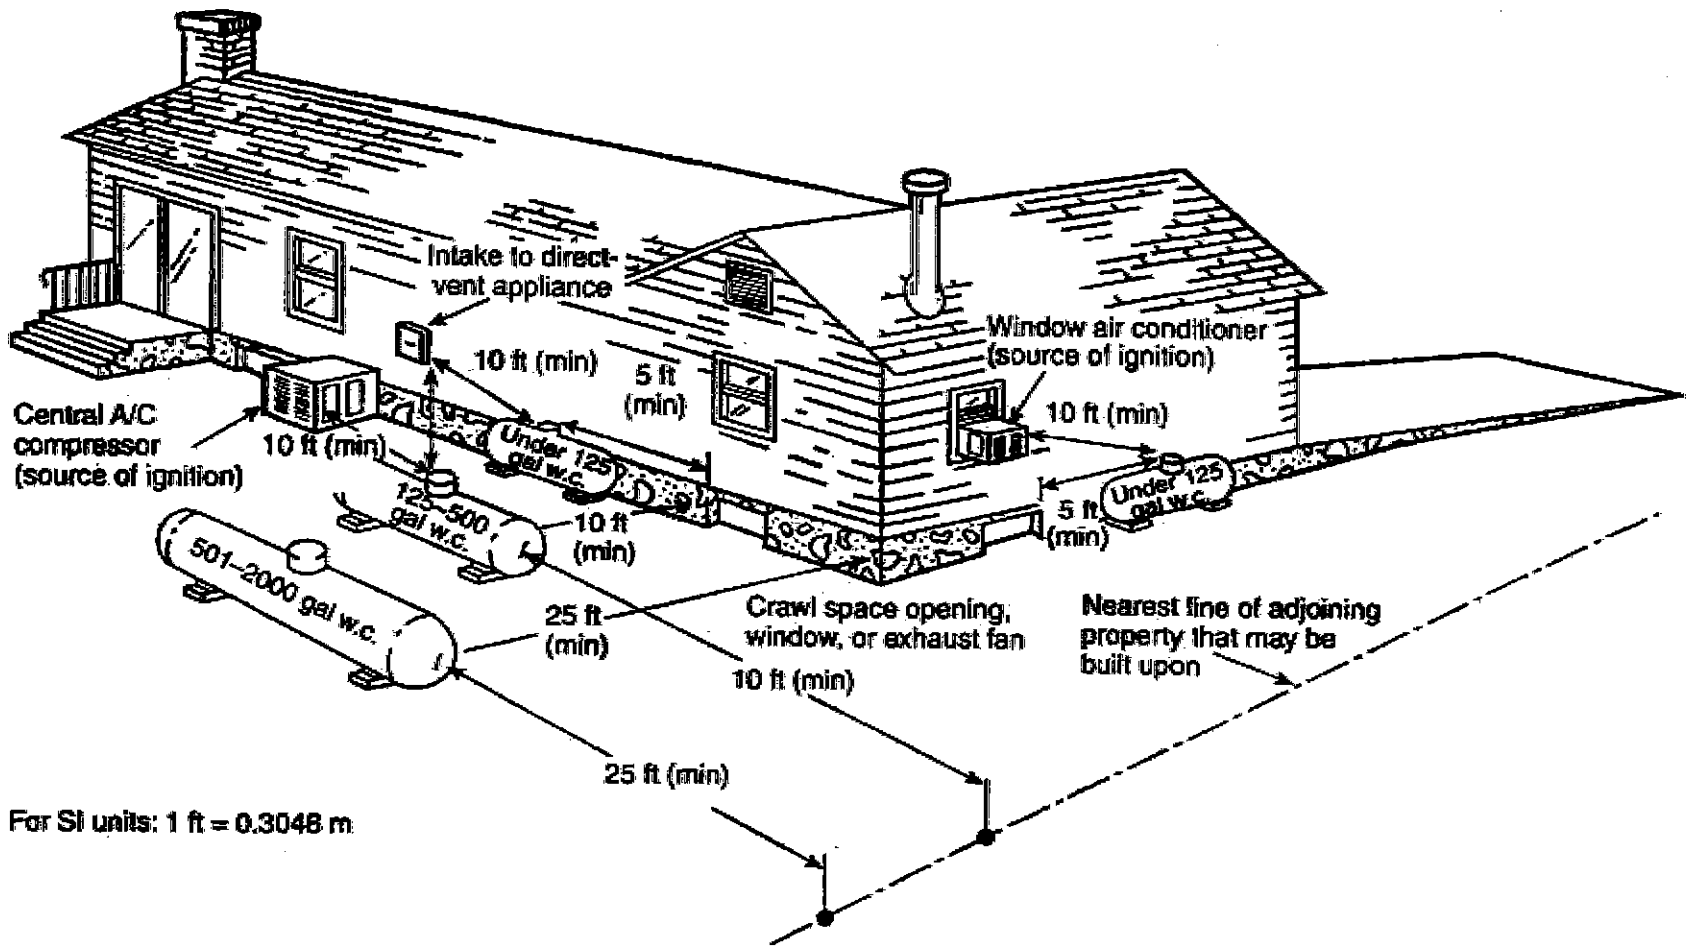 Intake to direct-
vent appliance
10 ft (min)
5 ft
(min)
Window air conditioner
(source of ignition)
10 ft (min)
Central A/C
compressor
(source of ignition)
10 ft (min)
Under 125
gal w.c.
Under 125
gal w.c.
5 ft
(min)
125–500
gal w.c.
10 ft
(min)
501–2000 gal w.c.
25 ft
(min)
Crawl space opening,
window, or exhaust fan
Nearest line of adjoining
property that may be
built upon
10 ft (min)
25 ft (min)
For SI units: 1 ft = 0.3048 m